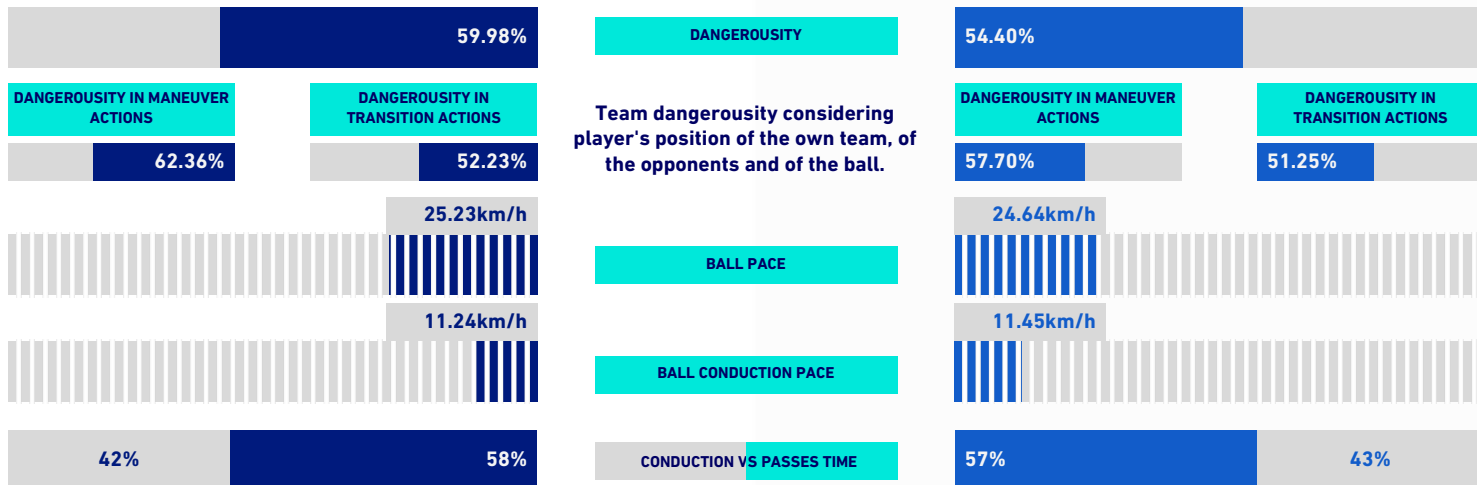 59.98%
DANGEROUSITY
54.40%
DANGEROUSITY IN MANEUVER
ACTIONS
DANGEROUSITY IN
TRANSITION ACTIONS
62.36%
52.23%
Team dangerousity considering
player's position of the own team, of
the opponents and of the ball.
DANGEROUSITY IN MANEUVER
ACTIONS
DANGEROUSITY IN
TRANSITION ACTIONS
57.70%
51.25%
25.23km/h
BALL PACE
24.64km/h
11.24km/h
BALL CONDUCTION PACE
11.45km/h
42%
58%
CONDUCTION VS PASSES TIME
57%
43%